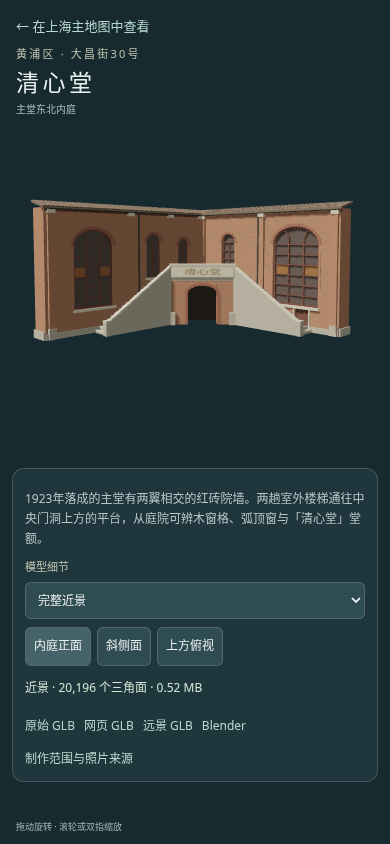 ← 在上海主地图中查看
黄浦区 · 大昌街30号
清心堂
主堂东北内庭
清心堂
1923年落成的主堂有两翼相交的红砖院墙。两趟室外楼梯通往中
央门洞上方的平台，从庭院可辨木窗格、弧顶窗与「清心堂」堂
额。
模型细节
完整近景
内庭正面 斜侧面 上方俯视
近景 · 20,196 个三角面 · 0.52 MB
原始 GLB 网页 GLB 远景 GLB Blender
制作范围与照片来源
拖动旋转 · 滚轮或双指缩放